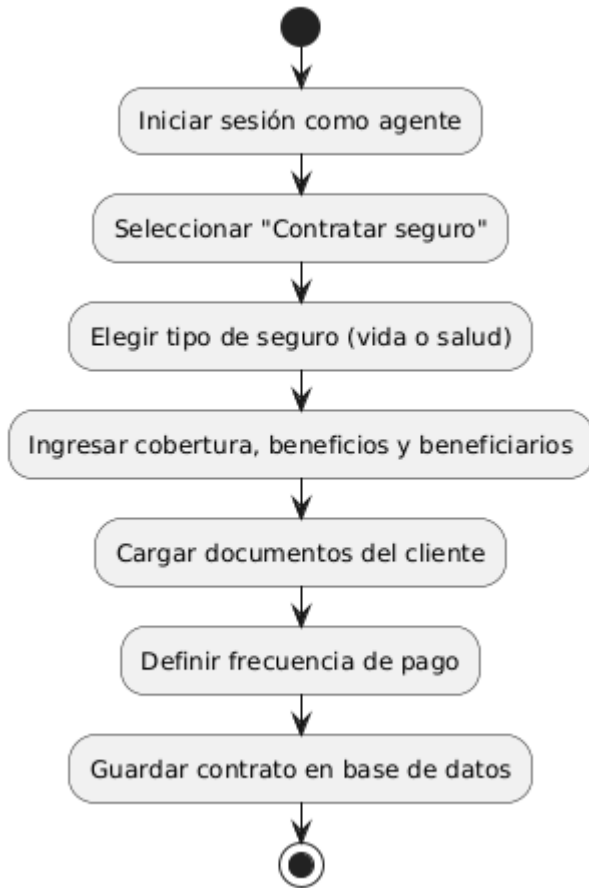 Iniciar sesión como agente
Seleccionar "Contratar seguro"
Elegir tipo de seguro (vida o salud)
Ingresar cobertura, beneficios y beneficiarios
Cargar documentos del cliente
Definir frecuencia de pago
Guardar contrato en base de datos